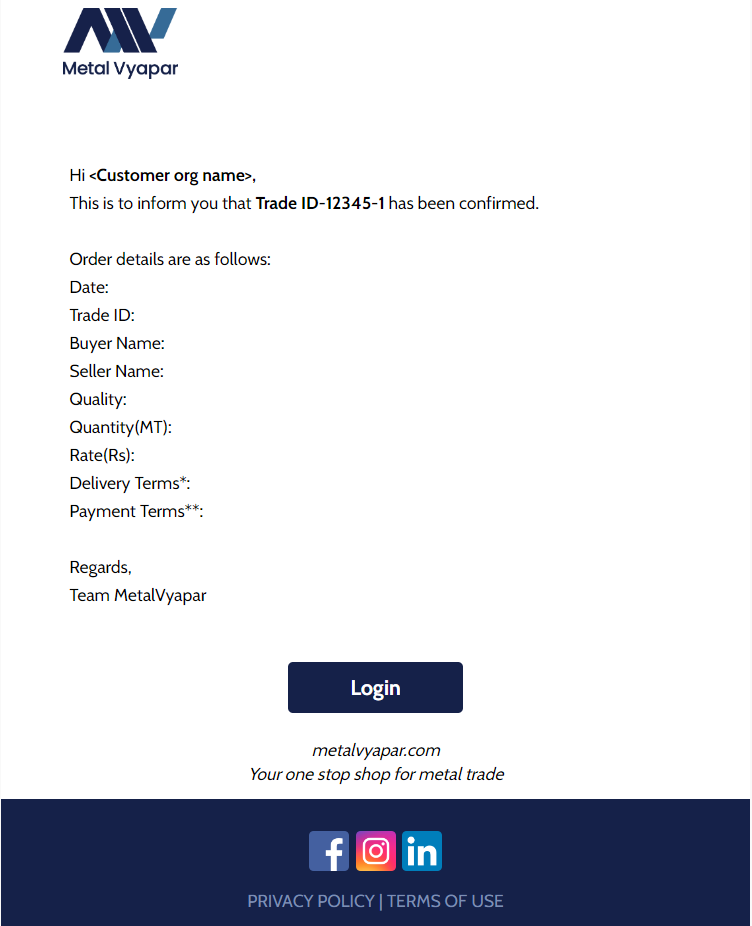 Metal Vyapar
Hi <Customer org name>,
This is to inform you that Trade ID-12345-1 has been confirmed.
Order details are as follows:
Date:
Trade ID:
Buyer Name:
Seller Name:
Quality:
Quantity(MT):
Rate(Rs):
Delivery Terms*:
Payment Terms**:
Regards,
Team MetalVyapar
Login
metalvyapar.com
Your one stop shop for metal trade
f in
PRIVACY POLICY | TERMS OF USE